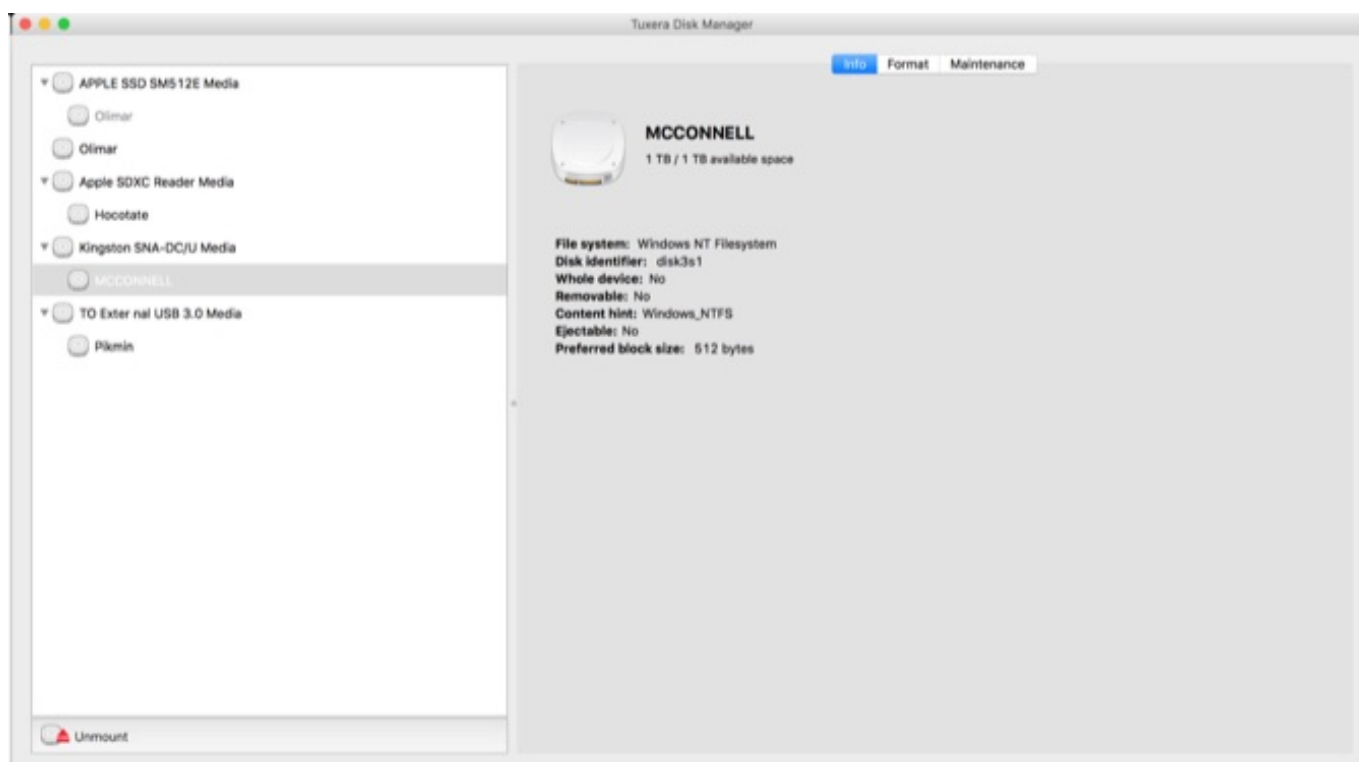 Tuxera Disk Manager
APPLE SSD SM512E Media
Olimar
Olimar
Apple SDXC Reader Media
Hocotate
Kingston SNA-DC/U Media
MCCONNELL
TO Exter nal USB 3.0 Media
Pikmin
Unmount
Info Format Maintenance
MCCONNELL
1 TB / 1 TB available space
File system: Windows NT Filesystem
Disk identifier: disk3s1
Whole device: No
Removable: No
Content hint: Windows_NTFS
Ejectable: No
Preferred block size: 512 bytes